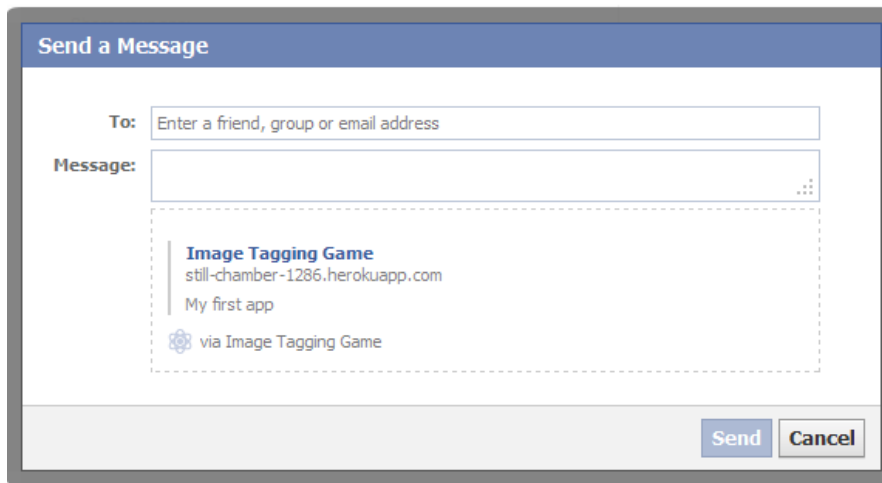 Send a Message
To: Enter a friend, group or email address
Message:
Image Tagging Game
still-chamber-1286.herokuapp.com
My first app
via Image Tagging Game
Send Cancel